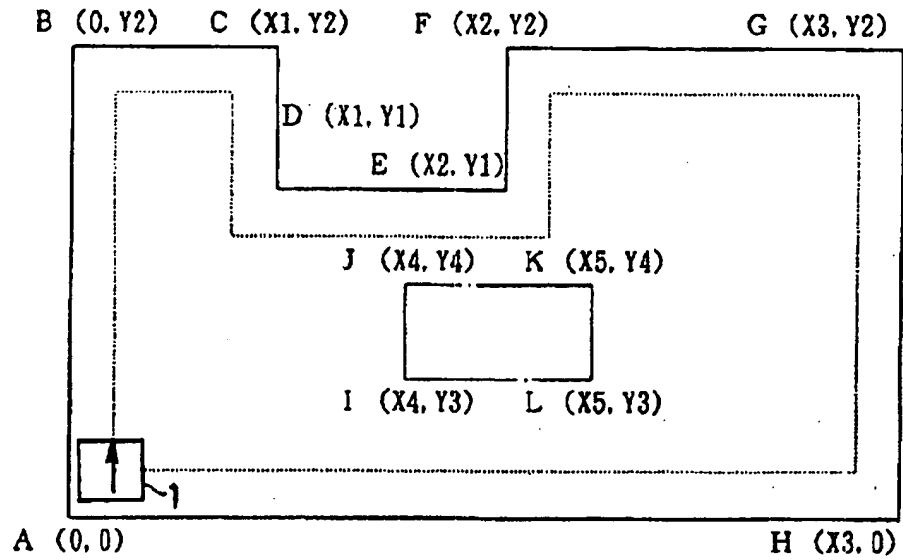 B (0, Y2) C (X1, Y2) F (X2, Y2) G (X3, Y2)
D (X1, Y1)
E (X2, Y1)
J (X4, Y4) K (X5, Y4)
I (X4, Y3) L (X5, Y3)
1
A (0, 0) H (X3, 0)